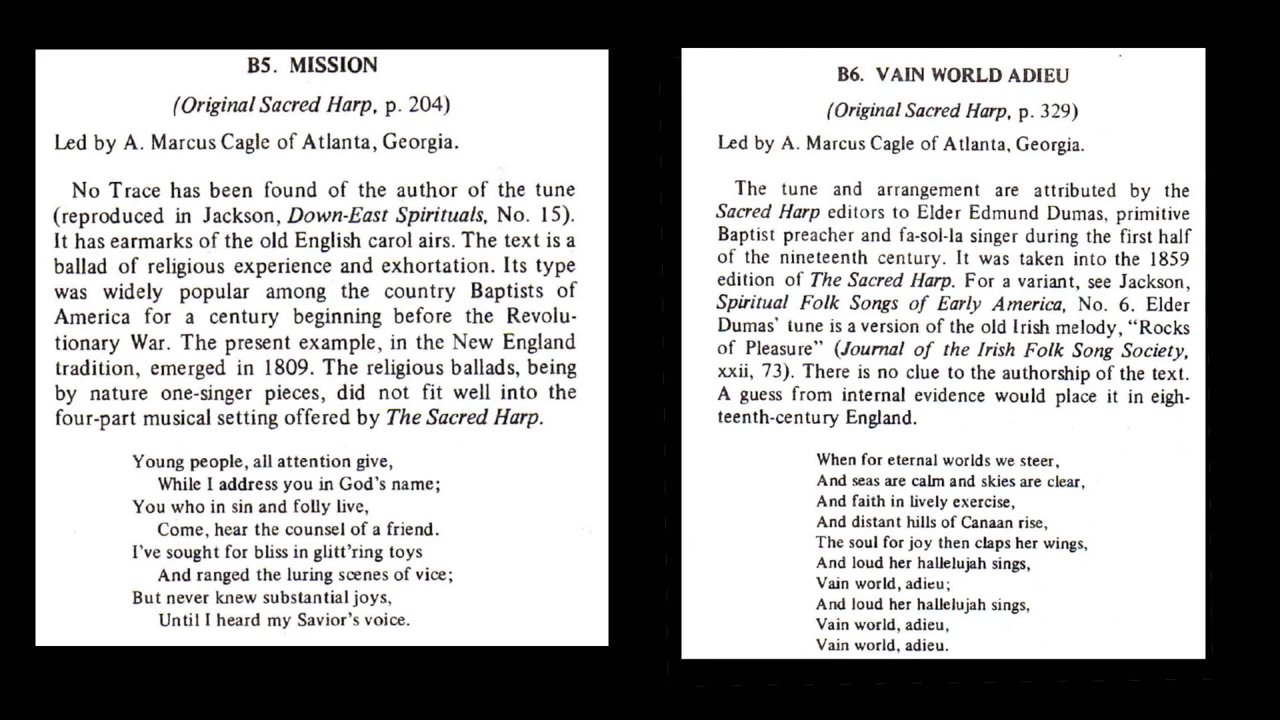 B5. MISSION
(Original Sacred Harp, p. 204)
Led by A. Marcus Cagle of Atlanta, Georgia.
No Trace has been found of the author of the tune
(reproduced in Jackson, Down-East Spirituals, No. 15).
It has earmarks of the old English carol airs. The text is a
ballad of religious experience and exhortation. Its type
was widely popular among the country Baptists of
America for a century beginning before the Revolu-
tionary War. The present example, in the New England
tradition, emerged in 1809. The religious ballads, being
by nature one-singer pieces, did not fit well into the
four-part musical setting offered by The Sacred Harp.
Young people, all attention give,
While I address you in God's name;
You who in sin and folly live,
Come, hear the counsel of a friend.
I've sought for bliss in glitt'ring toys
And ranged the luring scenes of vice;
But never knew substantial joys,
Until I heard my Savior's voice.
B6. VAIN WORLD ADIEU
(Original Sacred Harp, p. 329)
Led by A. Marcus Cagle of Atlanta, Georgia.
The tune and arrangement are attributed by the
Sacred Harp editors to Elder Edmund Dumas, primitive
Baptist preacher and fa-sol-la singer during the first half
of the nineteenth century. It was taken into the 1859
edition of The Sacred Harp. For a variant, see Jackson,
Spiritual Folk Songs of Early America, No. 6. Elder
Dumas' tune is a version of the old Irish melody, "Rocks
of Pleasure" (Journal of the Irish Folk Song Society,
xxii, 73). There is no clue to the authorship of the text.
A guess from internal evidence would place it in eigh-
teenth-century England.
When for eternal worlds we steer,
And seas are calm and skies are clear,
And faith in lively exercise,
And distant hills of Canaan rise,
The soul for joy then claps her wings,
And loud her hallelujah sings,
Vain world, adieu;
And loud her hallelujah sings,
Vain world, adieu,
Vain world, adieu.